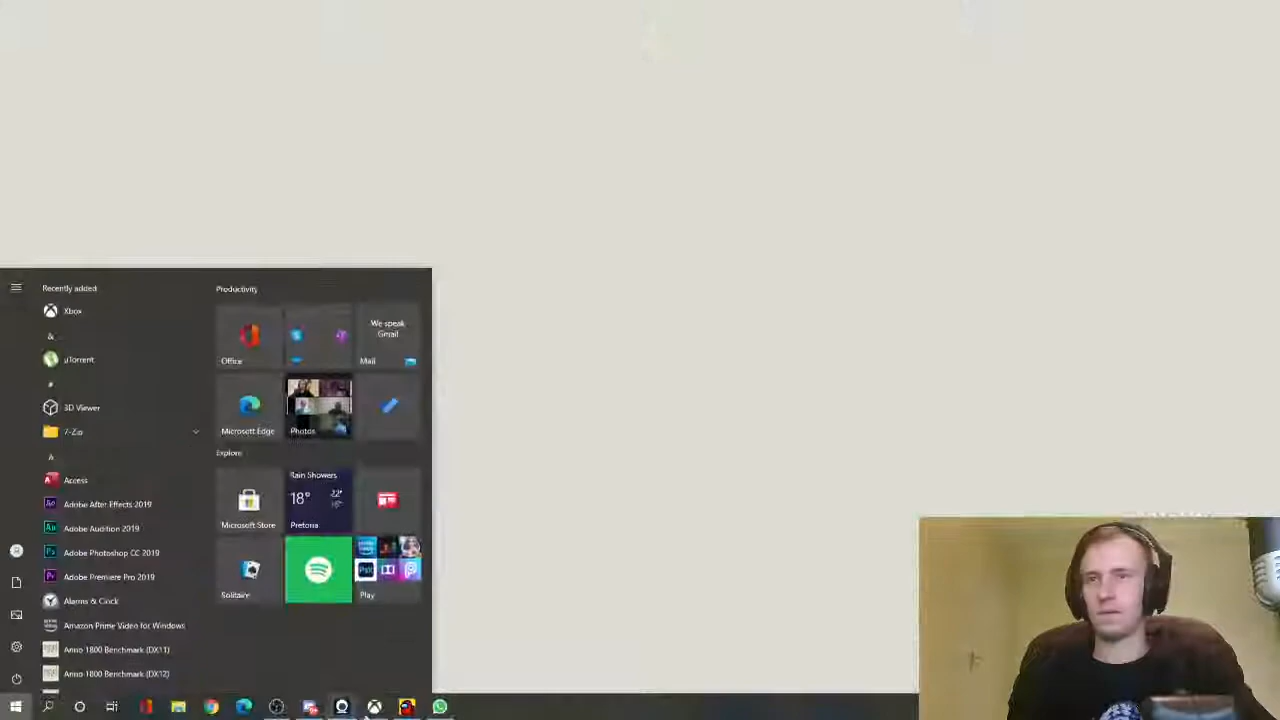 Recently added
Xbox
&
µTorrent
#
3D Viewer
7-Zip
A
Access
Adobe After Effects 2019
Adobe Audition 2019
Adobe Photoshop CC 2019
Adobe Premiere Pro 2019
Alarms & Clock
Amazon Prime Video for Windows
Anno 1800 Benchmark (DX11)
Anno 1800 Benchmark (DX12)
Productivity
Office
We speak
Gmail
Mail
Microsoft Edge
Photos
Explore
Microsoft Store
Rain Showers
18°
22°
Pretoria
Solitaire
Play